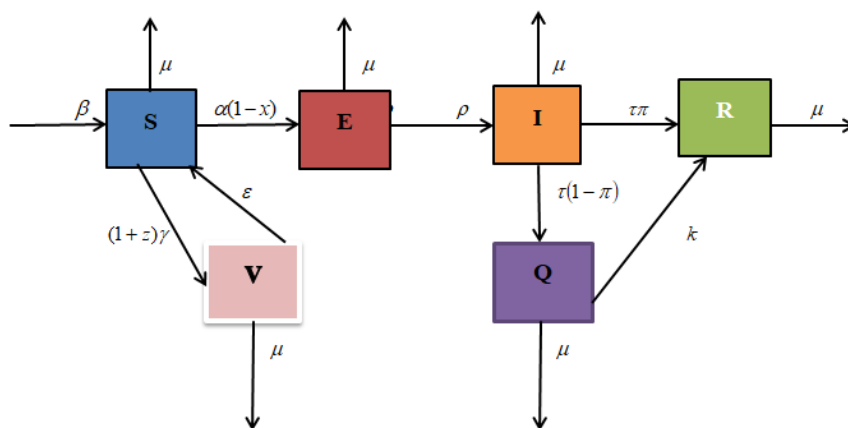 μ μ μ
β S α(1−x) E ρ I τπ R μ
ε τ(1−π)
(1+z)γ k
V Q
μ μ